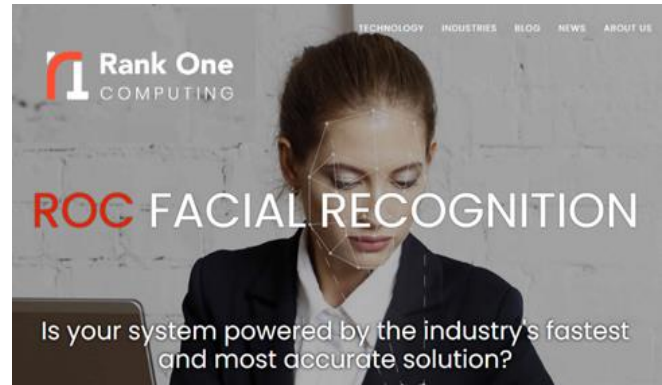 TECHNOLOGY INDUSTRIES BLOG NEWS ABOUT US
Rank One
COMPUTING
ROC FACIAL RECOGNITION
Is your system powered by the industry's fastest
and most accurate solution?